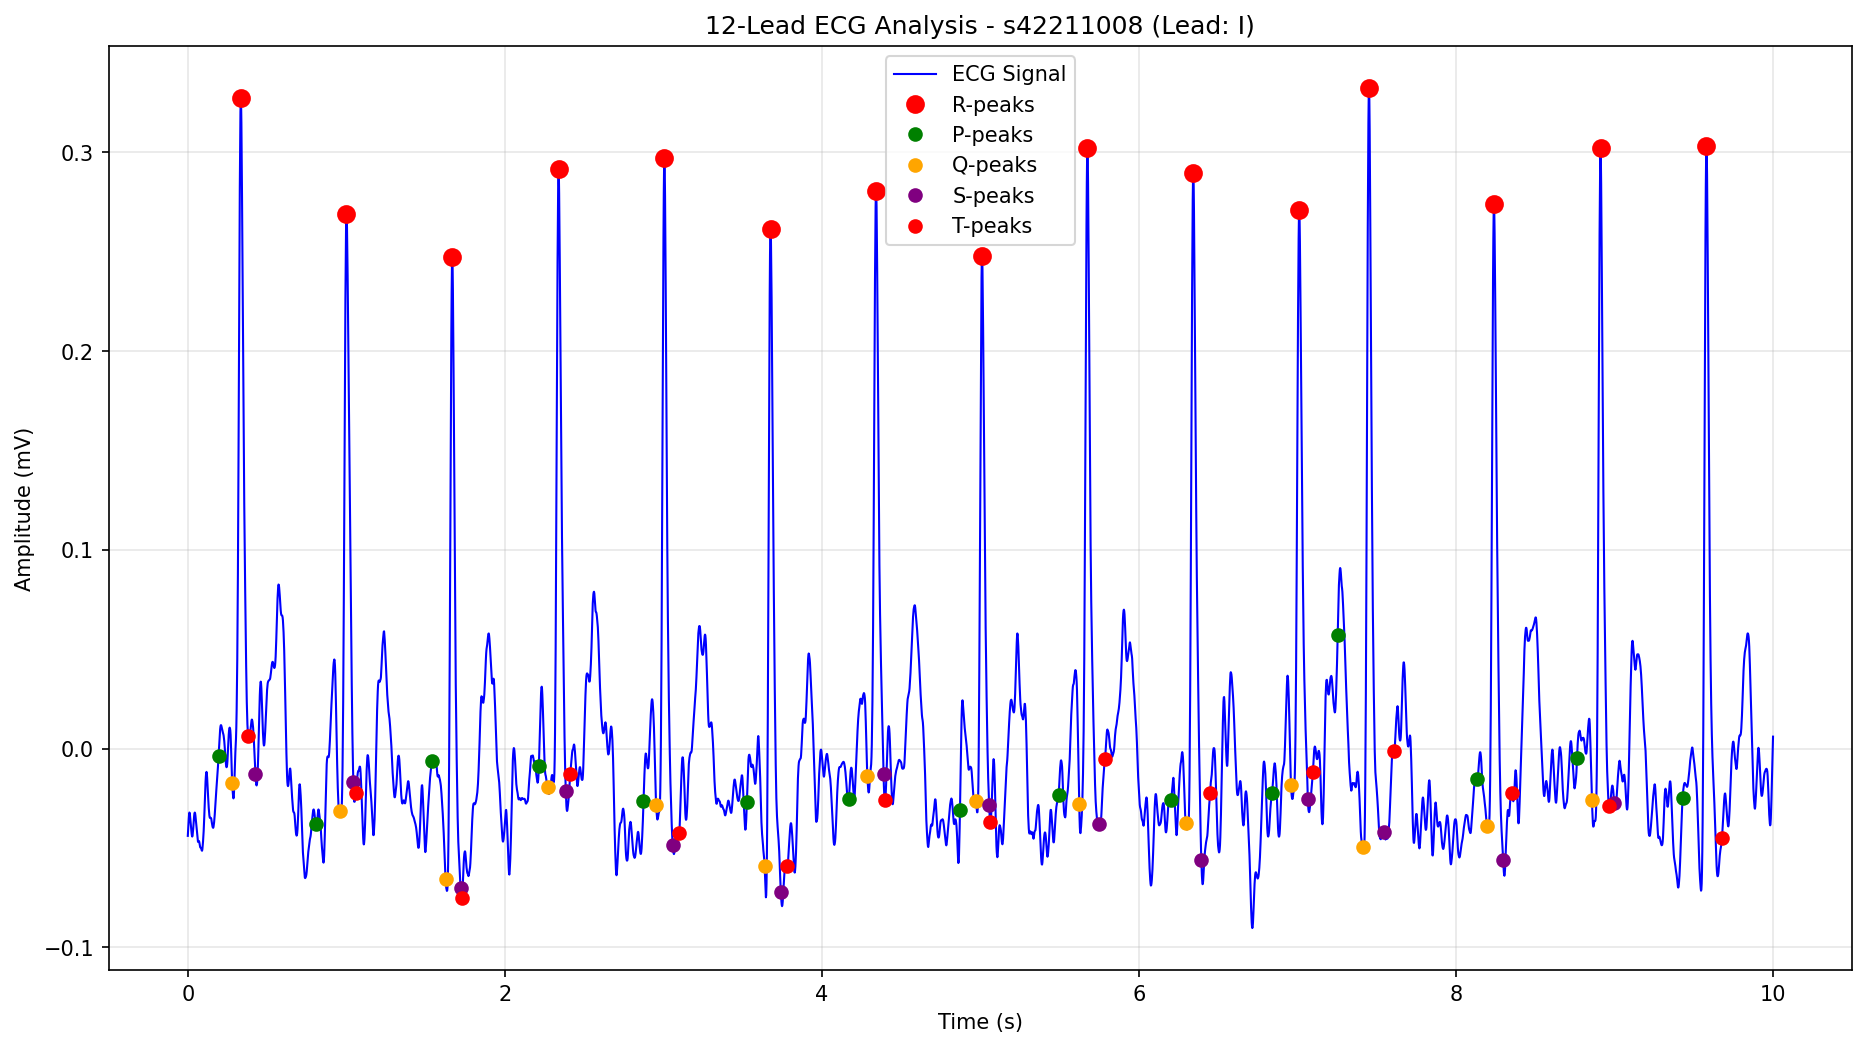 12-Lead ECG Analysis - s42211008 (Lead: I)
ECG Signal
R-peaks
P-peaks
Q-peaks
S-peaks
T-peaks
Amplitude (mV)
0.3
0.2
0.1
0.0
−0.1
0 2 4 6 8 10
Time (s)